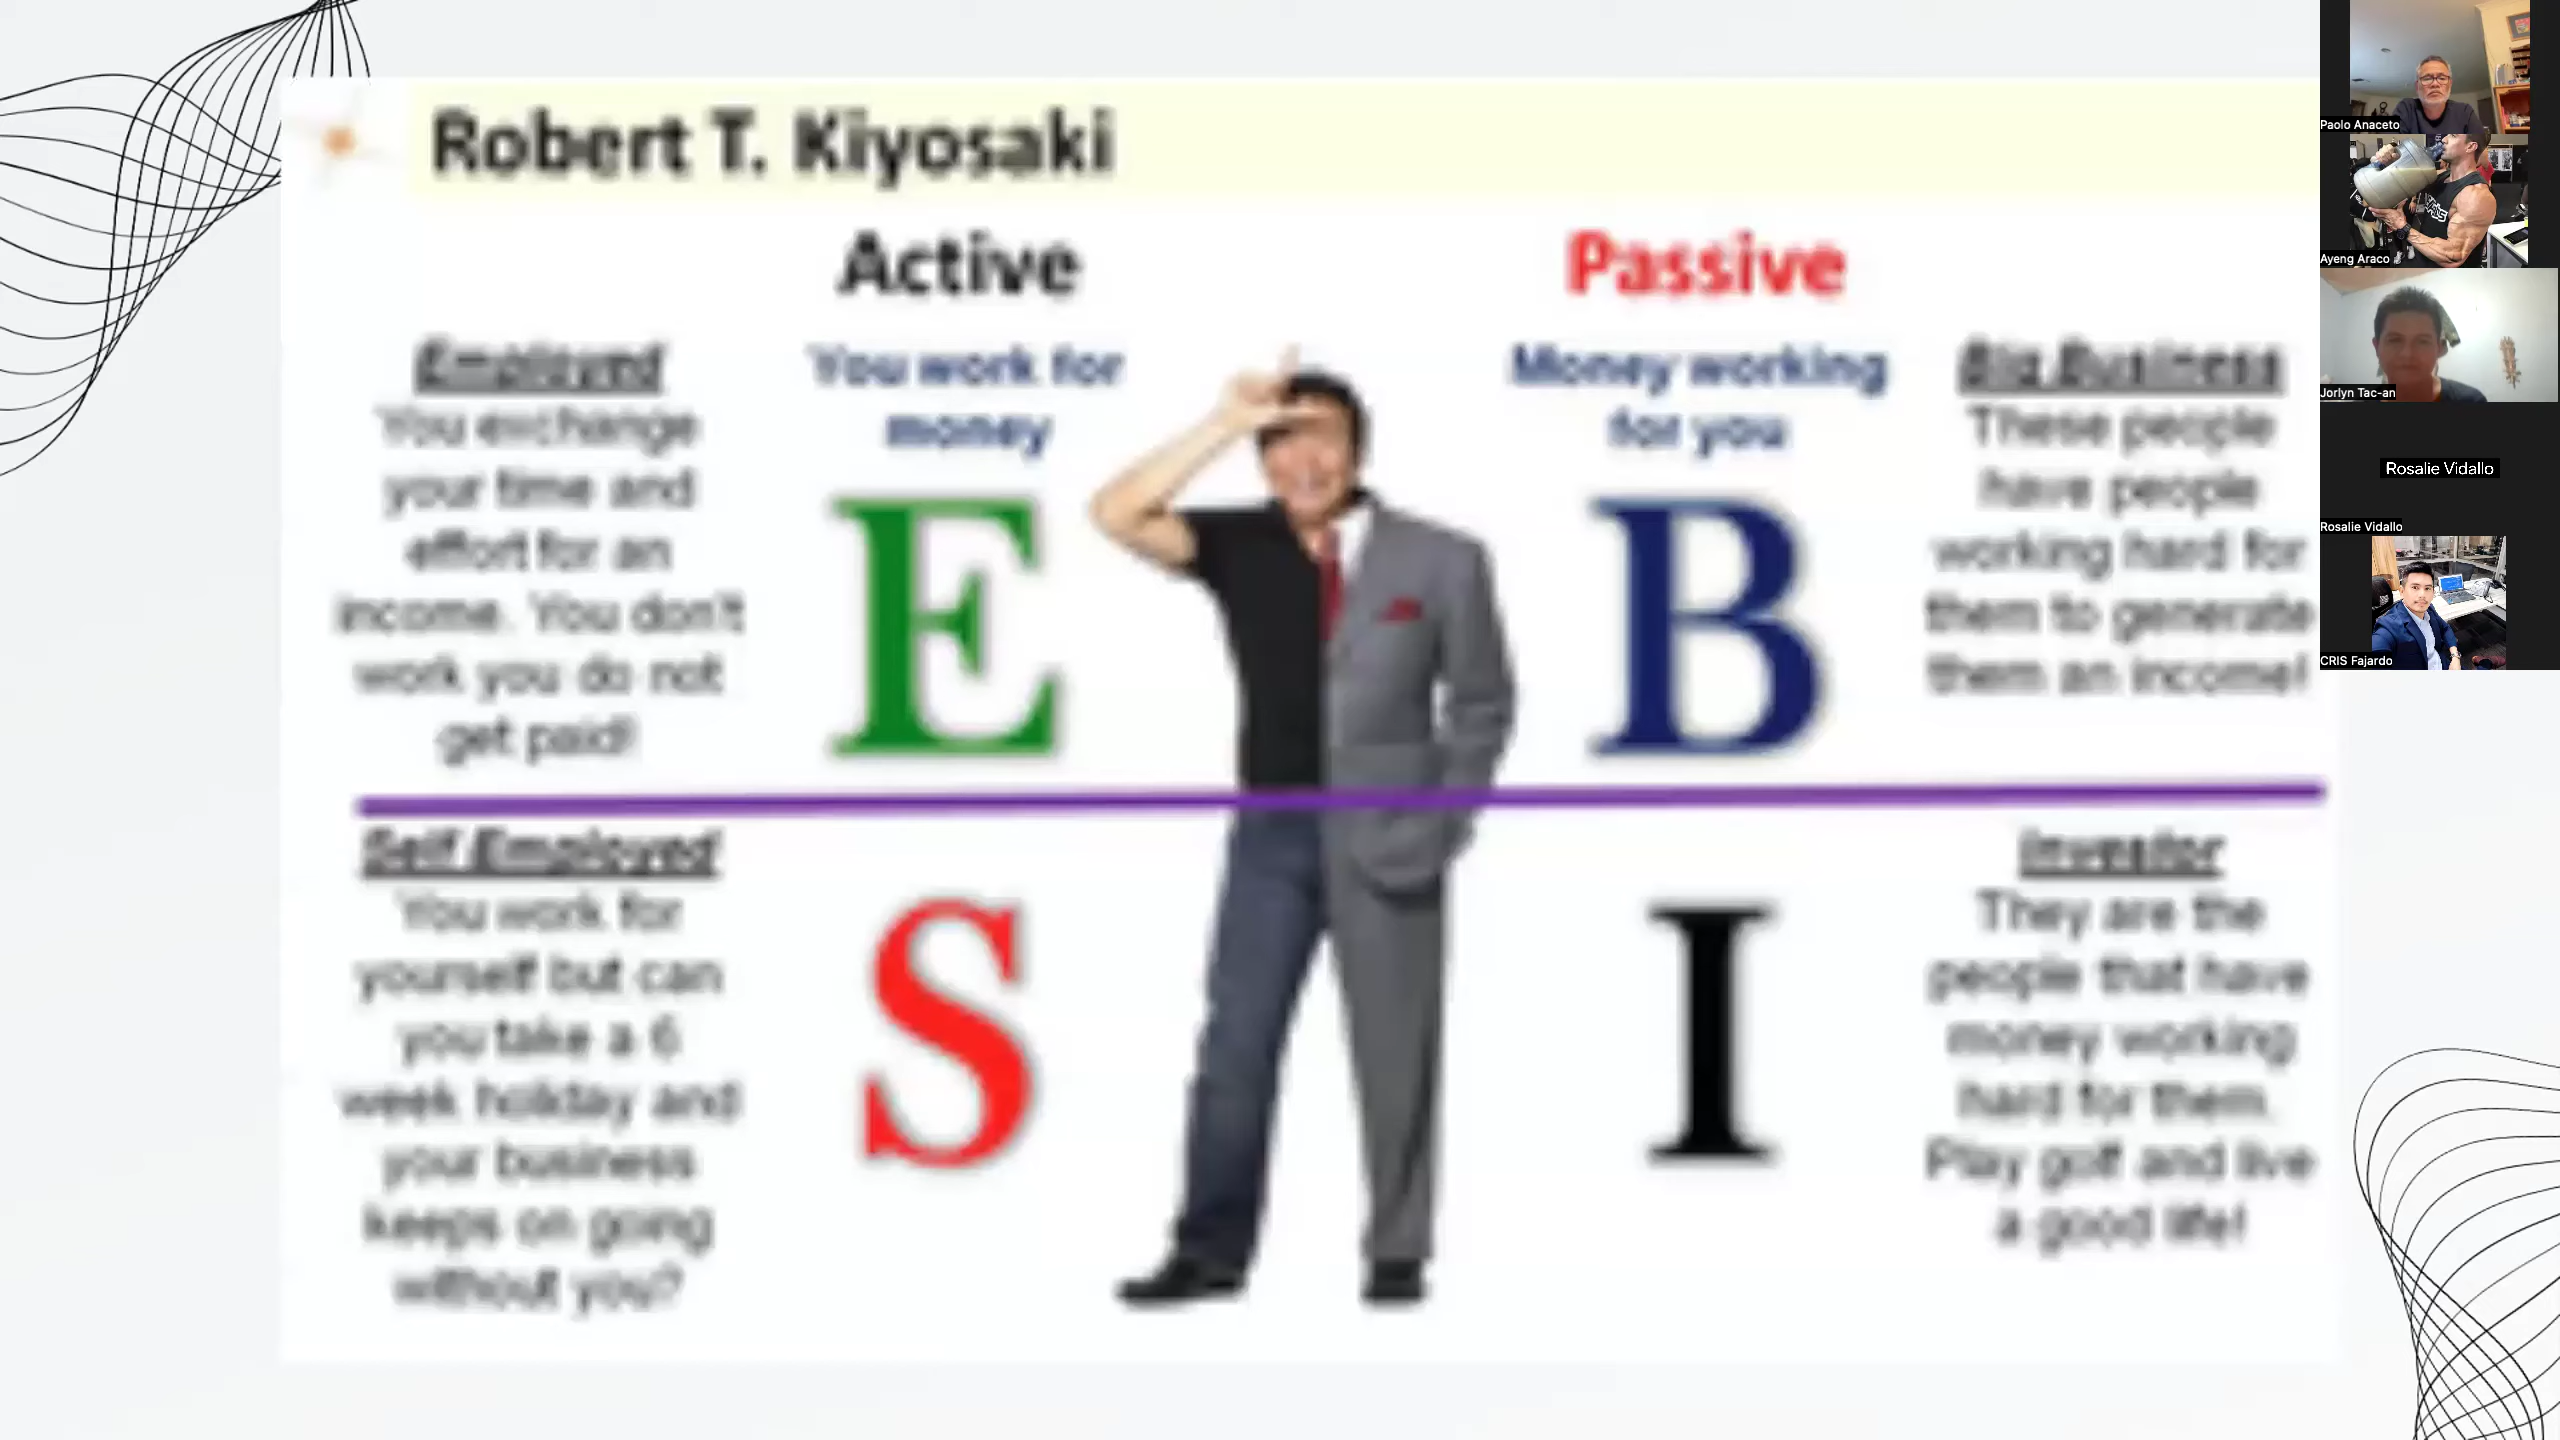 Robert T. Kiyosaki
Active
Passive
Employed
You exchange
your time and
effort for an
income. You don't
work you do not
get paid!
You work for
money
E
Money working
for you
B
Big Business
These people
have people
working hard for
them to generate
them an income!
Self Employed
You work for
yourself but can
you take a 6
week holiday and
your business
keeps on going
without you?
S
I
Investor
They are the
people that have
money working
hard for them.
Play golf and live
a good life!
Paolo Anaceto
Ayeng Araco
Jorlyn Tac-an
Rosalie Vidallo
Rosalie Vidallo
CRIS Fajardo